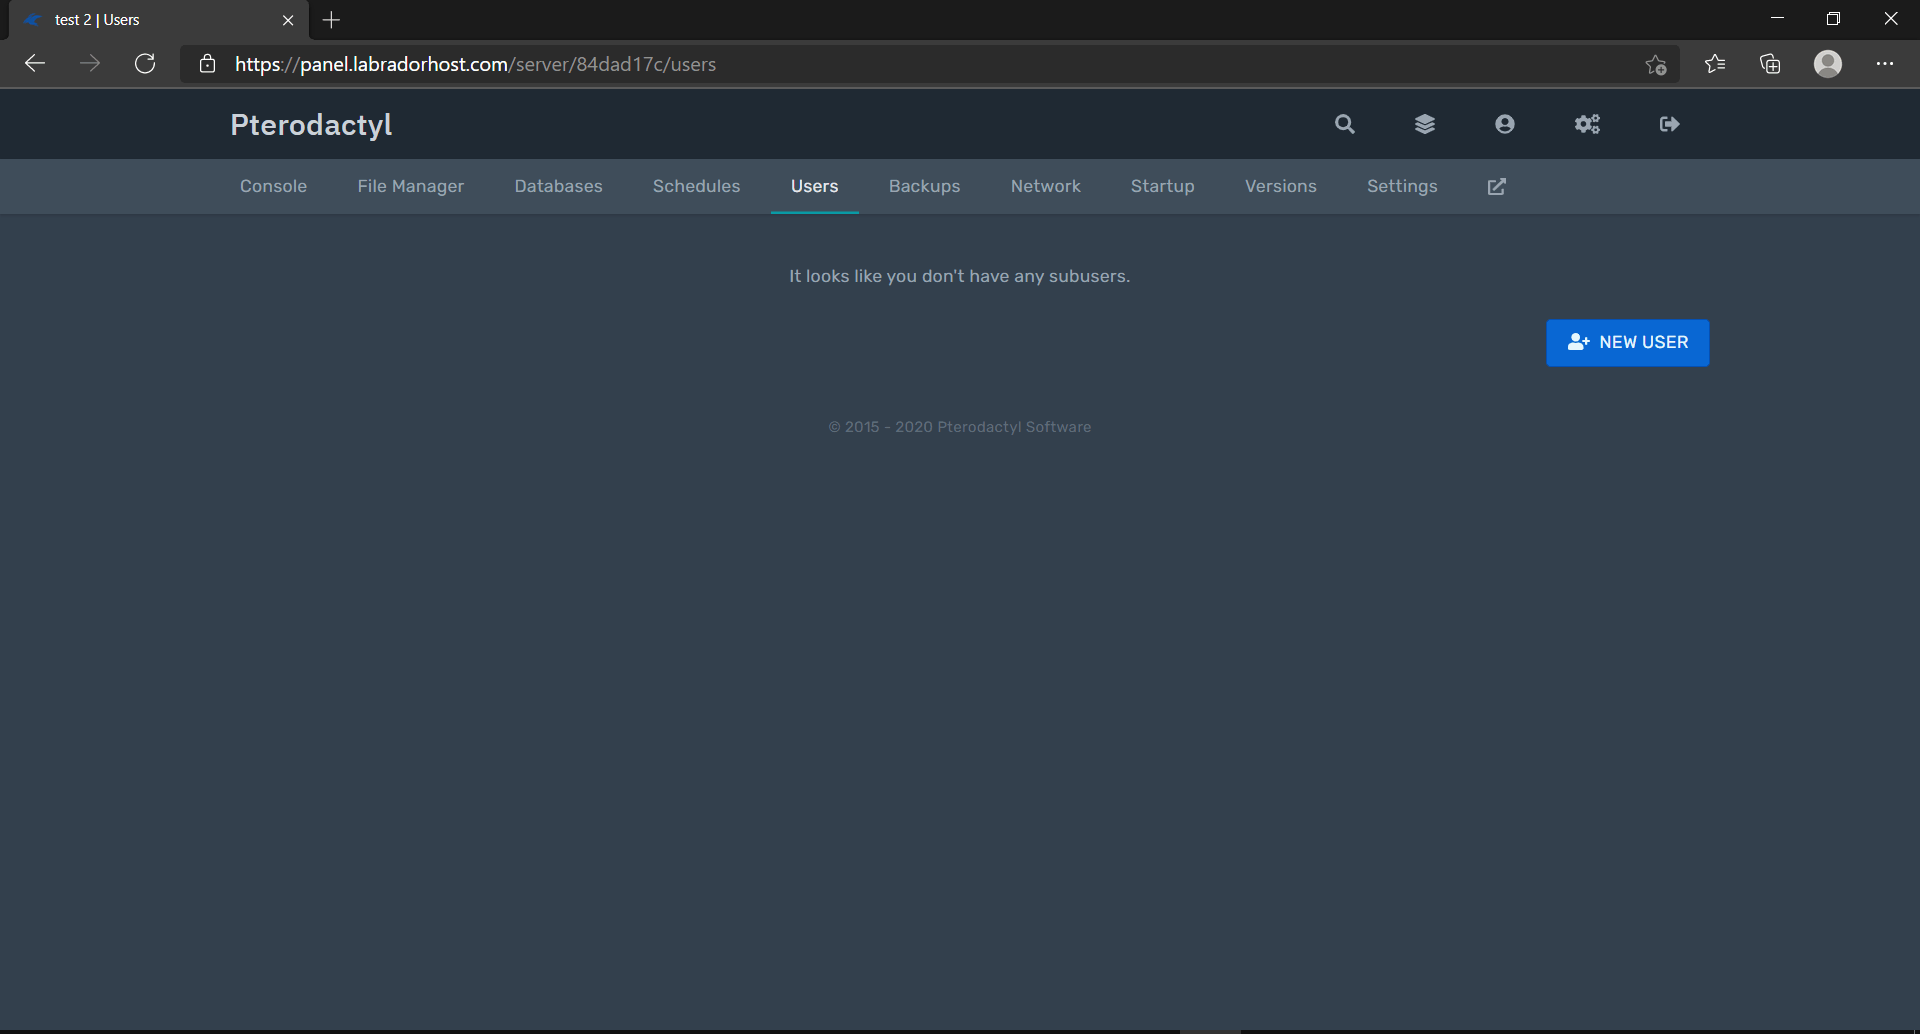 test 2 | Users
https://panel.labradorhost.com/server/84dad17c/users
Pterodactyl
Console File Manager Databases Schedules Users Backups Network Startup Versions Settings
It looks like you don't have any subusers.
NEW USER
© 2015 - 2020 Pterodactyl Software